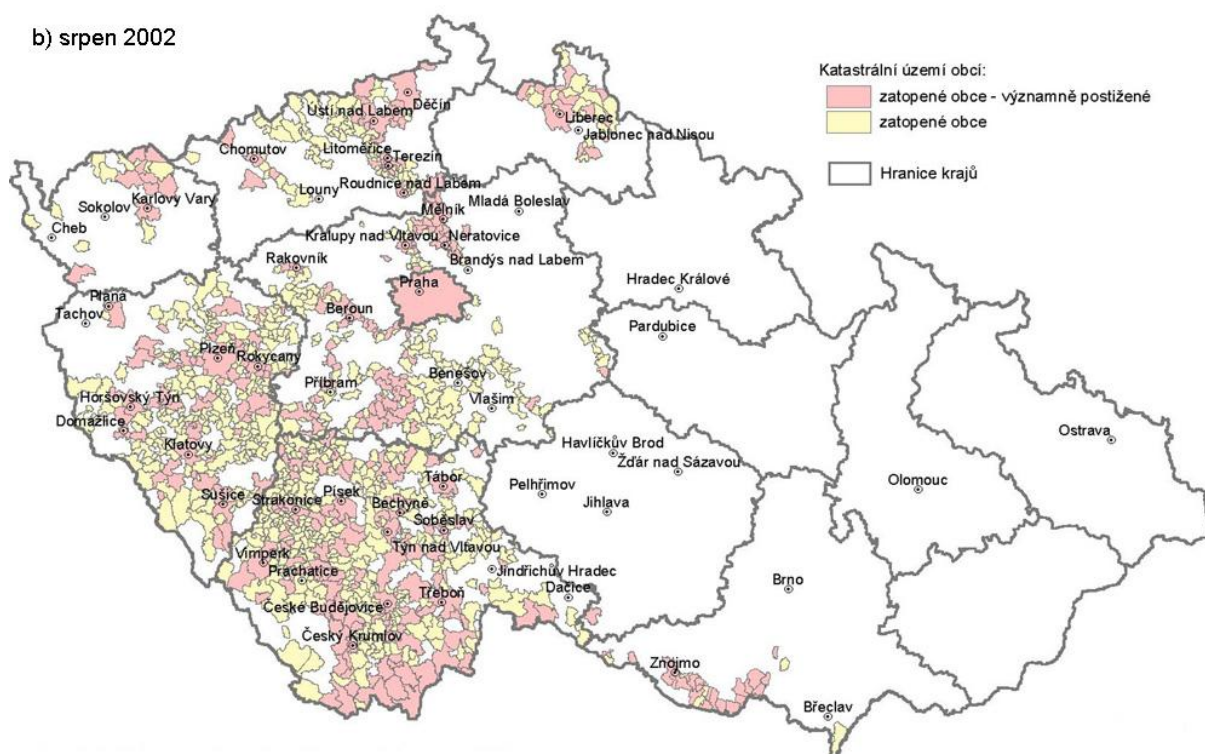 b) srpen 2002
Katastrální území obcí:
zatopené obce - významně postižené
zatopené obce
Hranice krajů
Děčín
Ústí nad Labem
Liberec
Jablonec nad Nisou
Chomutov
Litoměřice
Terezín
Roudnice nad Labem
Louny
Karlovy Vary
Sokolov
Cheb
Mělník
Mladá Boleslav
Kralupy nad Vltavou
Neratovice
Brandýs nad Labem
Rakovník
Praha
Hradec Králové
Planá
Tachov
Beroun
Pardubice
Plzeň
Rokycany
Příbram
Benešov
Vlašim
Horšovský Týn
Domažlice
Klatovy
Havlíčkův Brod
Žďár nad Sázavou
Ostrava
Olomouc
Pelhřimov
Jihlava
Tábor
Sušice
Strakonice
Písek
Bechyně
Soběslav
Týn nad Vltavou
Vimperk
Prachatice
Jindřichův Hradec
Dačice
Brno
České Budějovice
Třeboň
Český Krumlov
Znojmo
Břeclav